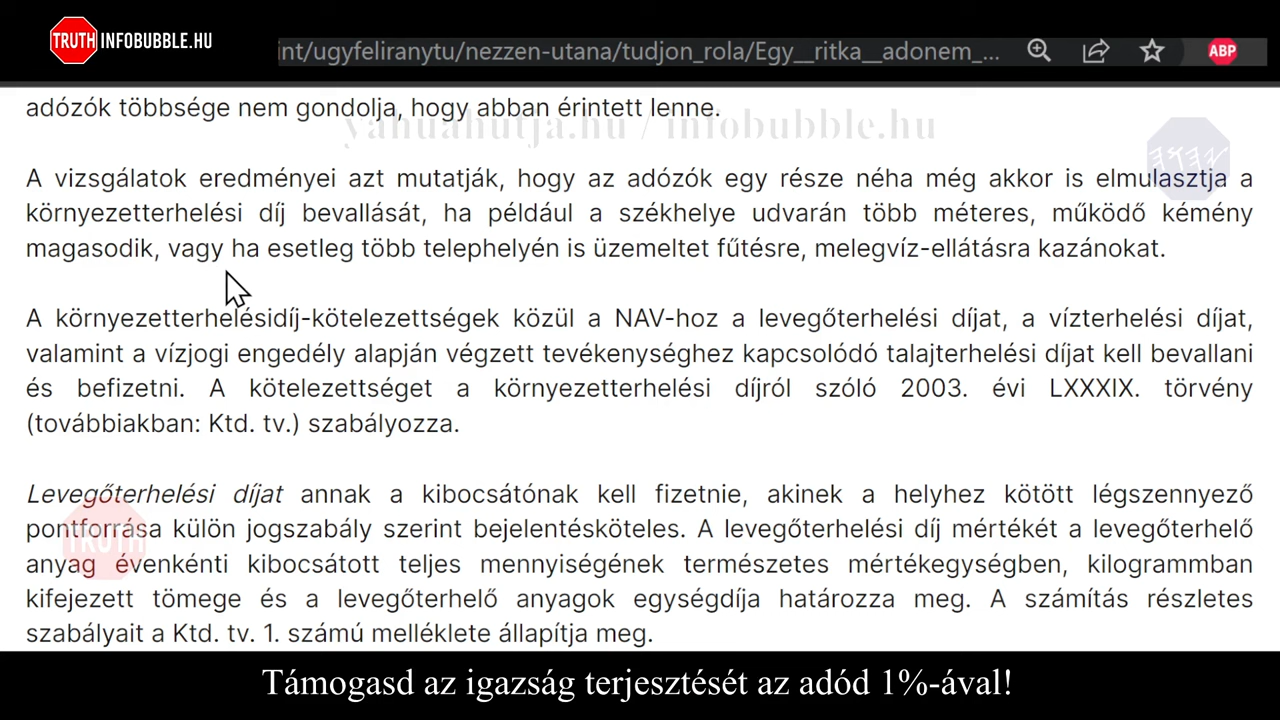 TRUTH INFOBUBBLE.HU
int/ugyfeliranytu/nezzen-utana/tudjon_rola/Egy__ritka__adonem_...
ABP
adózók többsége nem gondolja, hogy abban érintett lenne.
yahuahutja.hu / infobubble.hu
A vizsgálatok eredményei azt mutatják, hogy az adózók egy része néha még akkor is elmulasztja a
környezetterhelési díj bevallását, ha például a székhelye udvarán több méteres, működő kémény
magasodik, vagy ha esetleg több telephelyén is üzemeltet fűtésre, melegvíz-ellátásra kazánokat.
A környezetterhelésidíj-kötelezettségek közül a NAV-hoz a levegőterhelési díjat, a vízterhelési díjat,
valamint a vízjogi engedély alapján végzett tevékenységhez kapcsolódó talajterhelési díjat kell bevallani
és befizetni. A kötelezettséget a környezetterhelési díjról szóló 2003. évi LXXXIX. törvény
(továbbiakban: Ktd. tv.) szabályozza.
Levegőterhelési díjat annak a kibocsátónak kell fizetnie, akinek a helyhez kötött légszennyező
pontforrása külön jogszabály szerint bejelentésköteles. A levegőterhelési díj mértékét a levegőterhelő
anyag évenkénti kibocsátott teljes mennyiségének természetes mértékegységben, kilogrammban
kifejezett tömege és a levegőterhelő anyagok egységdíja határozza meg. A számítás részletes
szabályait a Ktd. tv. 1. számú melléklete állapítja meg.
TRUTH
Támogasd az igazság terjesztését az adód 1%-ával!